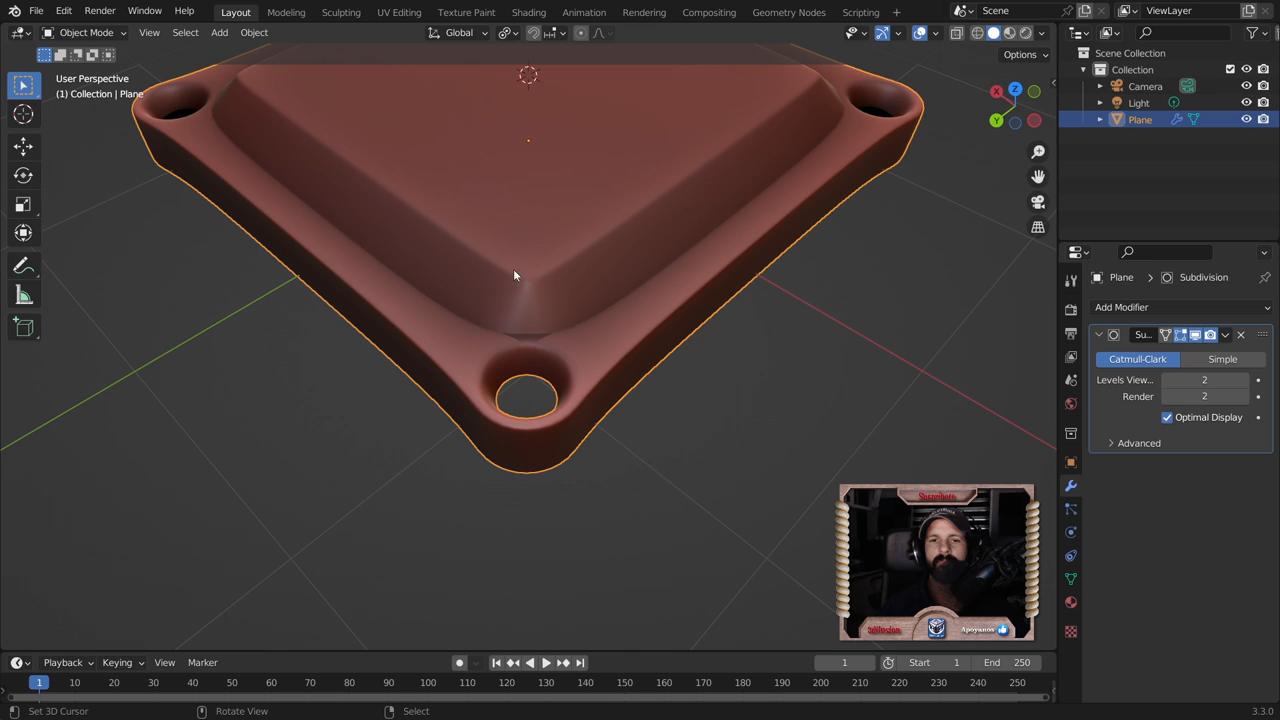 File Edit Render Window Help Layout Modeling Sculpting UV Editing Texture Paint Shading Animation Rendering Compositing Geometry Nodes Scripting Scene ViewLayer
Object Mode View Select Add Object Global
Options
User Perspective
(1) Collection | Plane
X
Y
Z
Scene Collection
Collection
Camera
Light
Plane
Plane > Subdivision
Add Modifier
Su...
Catmull-Clark Simple
Levels View... 2
Render 2
Optimal Display
Advanced
Apoyanos
Playback Keying View Marker 1 Start 1 End 250
1 10 20 30 40 50 60 70 80 90 100 110 120 130 140 150 160 170 180 190 200 210 220 230 240 250
Set 3D Cursor Rotate View Select 3.3.0